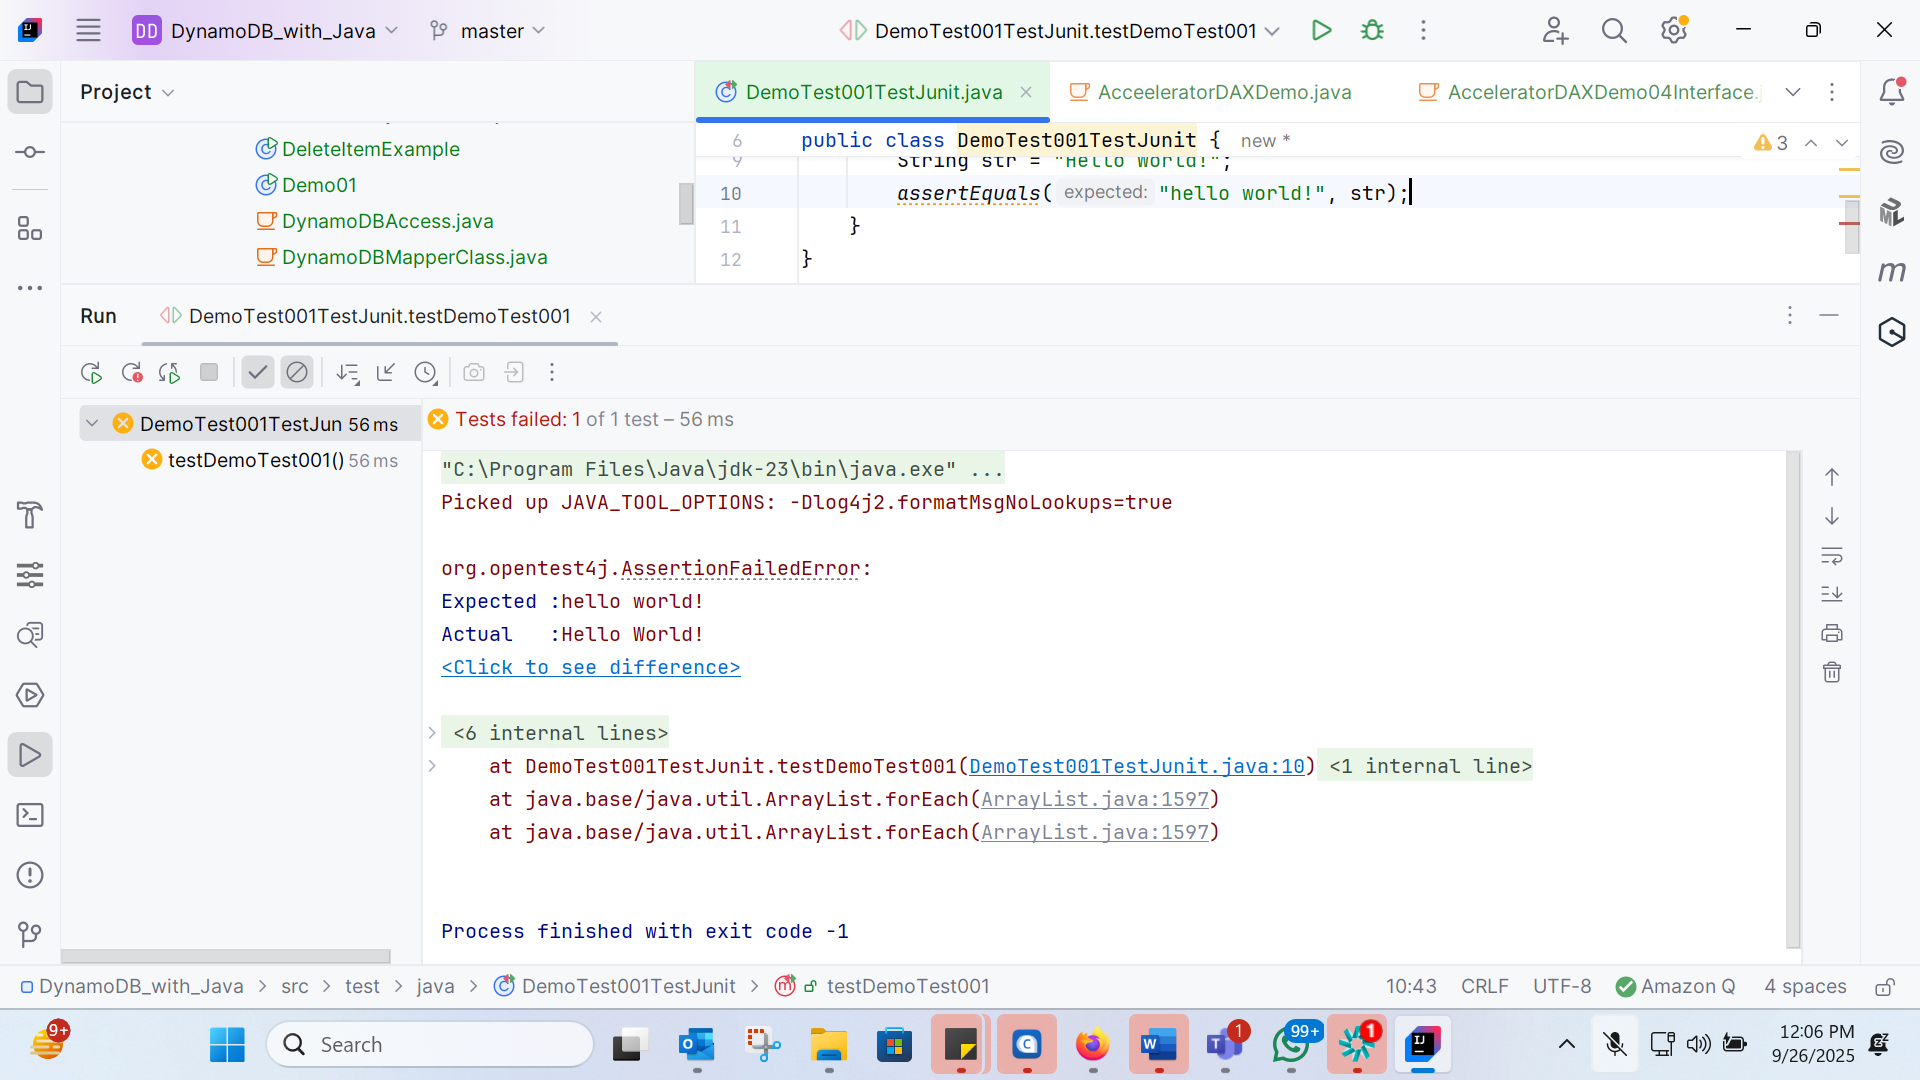 DD DynamoDB_with_Java master DemoTest001TestJunit.testDemoTest001
Project
DemoTest001TestJunit.java AcceeleratorDAXDemo.java AcceleratorDAXDemo04Interface.j
DeleteItemExample
Demo01
DynamoDBAccess.java
DynamoDBMapperClass.java
6 public class DemoTest001TestJunit { new *
3
9 String str = "Hello World!";
10 assertEquals( expected: "hello world!", str);
11 }
12 }
Run DemoTest001TestJunit.testDemoTest001
DemoTest001TestJun 56 ms
testDemoTest001() 56 ms
Tests failed: 1 of 1 test – 56 ms
"C:\Program Files\Java\jdk-23\bin\java.exe" ...
Picked up JAVA_TOOL_OPTIONS: -Dlog4j2.formatMsgNoLookups=true
org.opentest4j.AssertionFailedError:
Expected :hello world!
Actual   :Hello World!
<Click to see difference>
<6 internal lines>
at DemoTest001TestJunit.testDemoTest001(DemoTest001TestJunit.java:10) <1 internal line>
at java.base/java.util.ArrayList.forEach(ArrayList.java:1597)
at java.base/java.util.ArrayList.forEach(ArrayList.java:1597)
Process finished with exit code -1
DynamoDB_with_Java > src > test > java > DemoTest001TestJunit > testDemoTest001 10:43 CRLF UTF-8 Amazon Q 4 spaces
9+
Search
1
99+
1
12:06 PM
9/26/2025